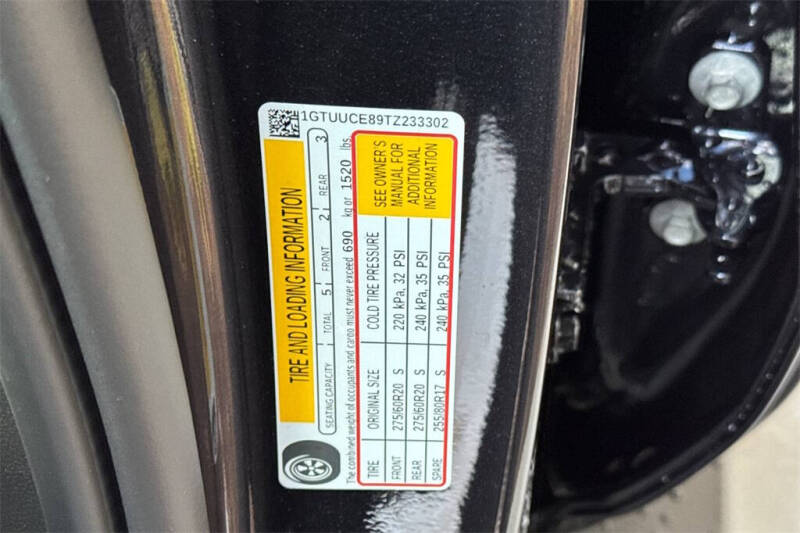 1GTUUCE89TZ233302
TIRE AND LOADING INFORMATION
SEATING CAPACITY TOTAL 5 FRONT 2 REAR 3
The combined weight of occupants and cargo must never exceed 690 kg or 1520 lbs.
TIRE ORIGINAL SIZE COLD TIRE PRESSURE
FRONT 275/60R20 S 220 kPa, 32 PSI
REAR 275/60R20 S 240 kPa, 35 PSI
SPARE 255/80R17 S 240 kPa, 35 PSI
SEE OWNER'S
MANUAL FOR
ADDITIONAL
INFORMATION